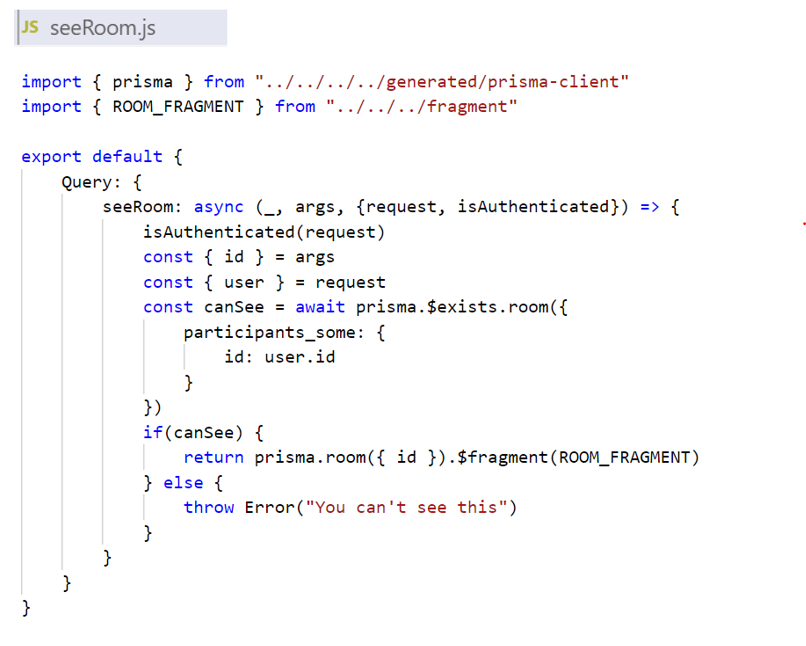 JS seeRoom.js
import { prisma } from "../../../../generated/prisma-client"
import { ROOM_FRAGMENT } from "../../../fragment"
export default {
    Query: {
        seeRoom: async (_, args, {request, isAuthenticated}) => {
            isAuthenticated(request)
            const { id } = args
            const { user } = request
            const canSee = await prisma.$exists.room({
                participants_some: {
                    id: user.id
                }
            })
            if(canSee) {
                return prisma.room({ id }).$fragment(ROOM_FRAGMENT)
            } else {
                throw Error("You can't see this")
            }
        }
    }
}